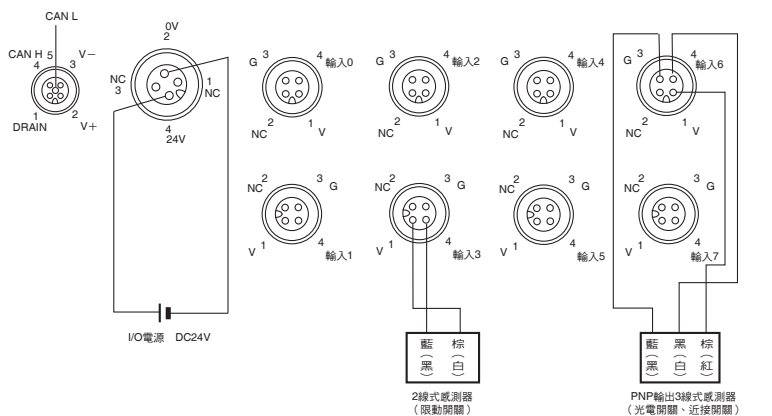 CAN L
CAN H 5
4 3 V−
1 2
DRAIN V+
0V
2
NC
3
1
NC
4
24V
G 3 4 輸入0
NC 2 1 V
G 3 4 輸入2
NC 2 1 V
G 3 4 輸入4
NC 2 1 V
G 3 4 輸入6
NC 2 1 V
NC 2 3 G
V 1 4 輸入1
NC 2 3 G
V 1 4 輸入3
NC 2 3 G
V 1 4 輸入5
NC 2 3 G
V 1 4 輸入7
I/O電源 DC24V
藍(黑) 棕(白)
2線式感測器
(限動開關)
藍(黑) 黑(白) 棕(紅)
PNP輸出3線式感測器
(光電開關、近接開關)